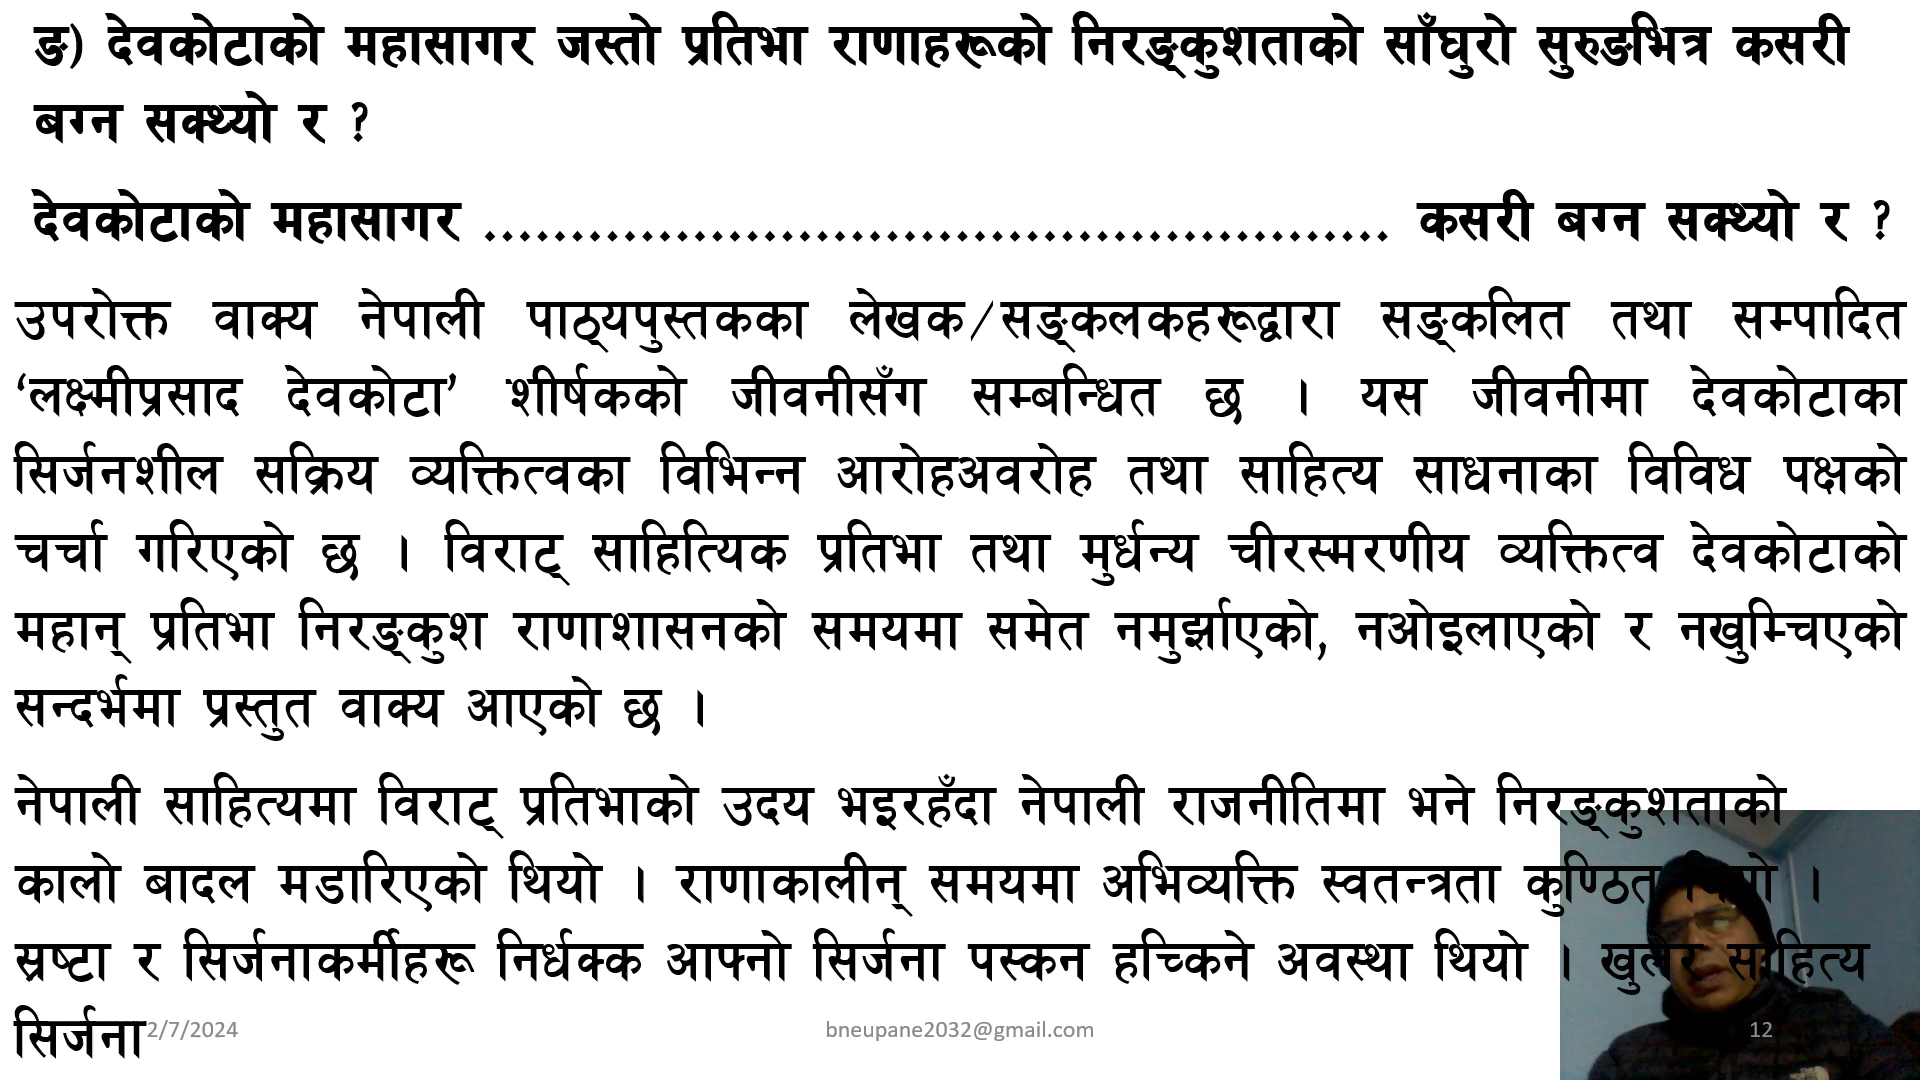 ङ) देवकोटाको महासागर जस्तो प्रतिभा राणाहरूको निरङ्कुशताको साँघुरो सुरुङभित्र कसरी
बग्न सक्थ्यो र ?
देवकोटाको महासागर .................................................... कसरी बग्न सक्थ्यो र ?
उपरोक्त वाक्य नेपाली पाठ्यपुस्तकका लेखक/सङ्कलकहरूद्वारा सङ्कलित तथा सम्पादित
‘लक्ष्मीप्रसाद देवकोटा’ शीर्षकको जीवनीसँग सम्बन्धित छ । यस जीवनीमा देवकोटाका
सिर्जनशील सक्रिय व्यक्तित्वका विभिन्न आरोहअवरोह तथा साहित्य साधनाका विविध पक्षको
चर्चा गरिएको छ । विराट् साहित्यिक प्रतिभा तथा मुर्धन्य चीरस्मरणीय व्यक्तित्व देवकोटाको
महान् प्रतिभा निरङ्कुश राणाशासनको समयमा समेत नमुर्झाएको, नओइलाएको र नखुम्चिएको
सन्दर्भमा प्रस्तुत वाक्य आएको छ ।
नेपाली साहित्यमा विराट् प्रतिभाको उदय भइरहँदा नेपाली राजनीतिमा भने निरङ्कुशताको
कालो बादल मडारिएको थियो । राणाकालीन् समयमा अभिव्यक्ति स्वतन्त्रता कुण्ठित थियो ।
स्रष्टा र सिर्जनाकर्मीहरू निर्धक्क आफ्नो सिर्जना पस्कन हच्किने अवस्था थियो । खुलेर साहित्य
सिर्जना
2/7/2024
bneupane2032@gmail.com
12